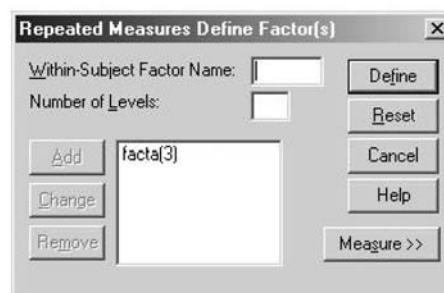 Repeated Measures Define Factor(s)
Within-Subject Factor Name:
Define
Number of Levels:
Reset
Add
facta(3)
Cancel
Change
Help
Remove
Measure >>